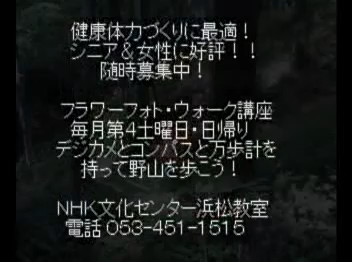 健康体力づくりに最適！
シニア＆女性に好評！！
随時募集中！
フラワーフォト・ウォーク講座
毎月第4土曜日・日帰り
デジカメとコンパスと万歩計を
持って野山を歩こう！
NHK文化センター浜松教室
電話 053-451-1515